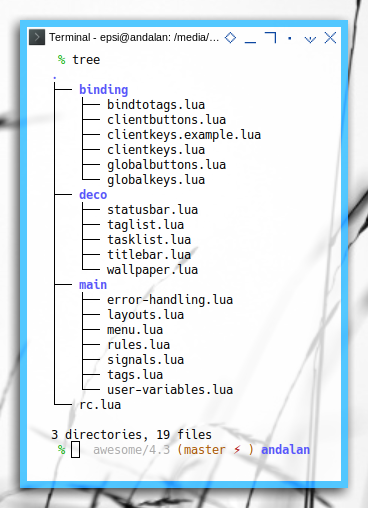 Terminal - epsi@andalan: /media/...
% tree
.
├── binding
│   ├── bindtotags.lua
│   ├── clientbuttons.lua
│   ├── clientkeys.example.lua
│   ├── clientkeys.lua
│   ├── globalbuttons.lua
│   └── globalkeys.lua
├── deco
│   ├── statusbar.lua
│   ├── taglist.lua
│   ├── tasklist.lua
│   ├── titlebar.lua
│   └── wallpaper.lua
├── main
│   ├── error-handling.lua
│   ├── layouts.lua
│   ├── menu.lua
│   ├── rules.lua
│   ├── signals.lua
│   ├── tags.lua
│   └── user-variables.lua
└── rc.lua
3 directories, 19 files
% awesome/4.3 (master ⚡) andalan